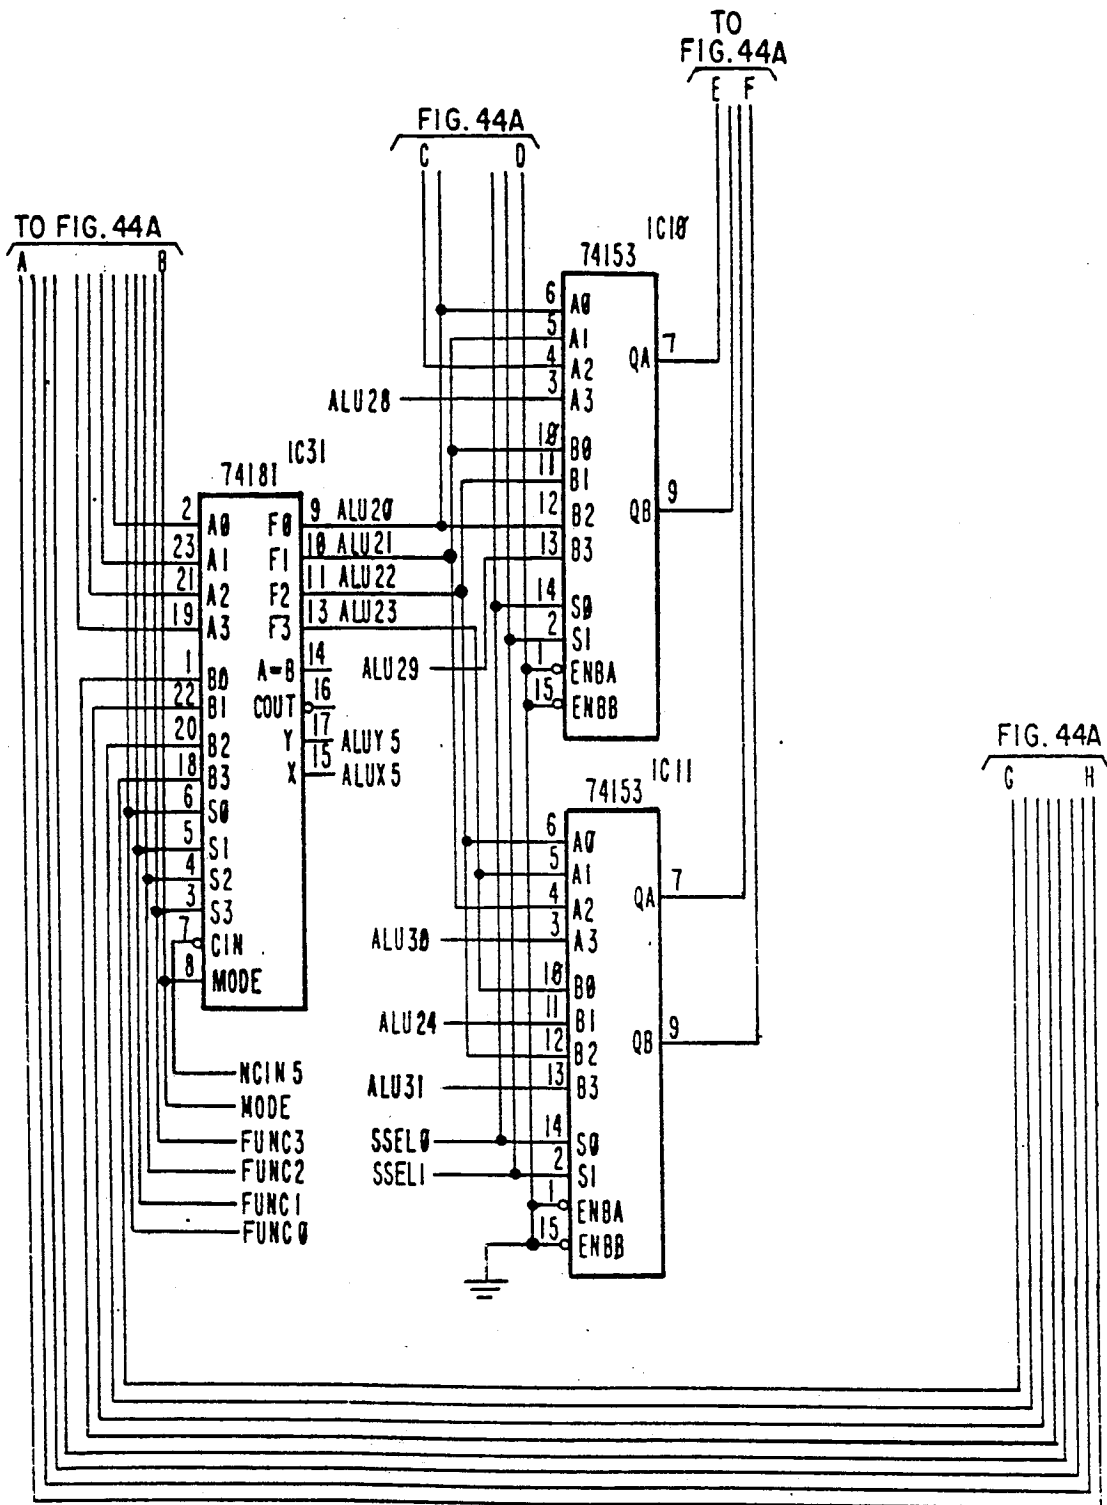 TO
FIG. 44A
E F
FIG. 44A
C D
TO FIG. 44A
A B
IC10
74153
6 A0
5 A1
4 A2
3 A3
ALU28
QA 7
10 B0
11 B1
12 B2
13 B3
QB 9
14 S0
2 S1
1 ENBA
15 ENBB
ALU29
IC31
74181
2 A0
23 A1
21 A2
19 A3
1 B0
22 B1
20 B2
18 B3
6 S0
5 S1
4 S2
3 S3
7 CIN
8 MODE
F0 9 ALU20
F1 10 ALU21
F2 11 ALU22
F3 13 ALU23
A=B 14
COUT 16
Y 17 ALUY5
X 15 ALUX5
NCIN5
MODE
FUNC3
FUNC2
FUNC1
FUNC0
IC11
74153
6 A0
5 A1
4 A2
3 A3
ALU30
QA 7
10 B0
11 B1
ALU24
12 B2
13 B3
ALU31
QB 9
SSEL0 14 S0
SSEL1 2 S1
1 ENBA
15 ENBB
FIG. 44A
G H